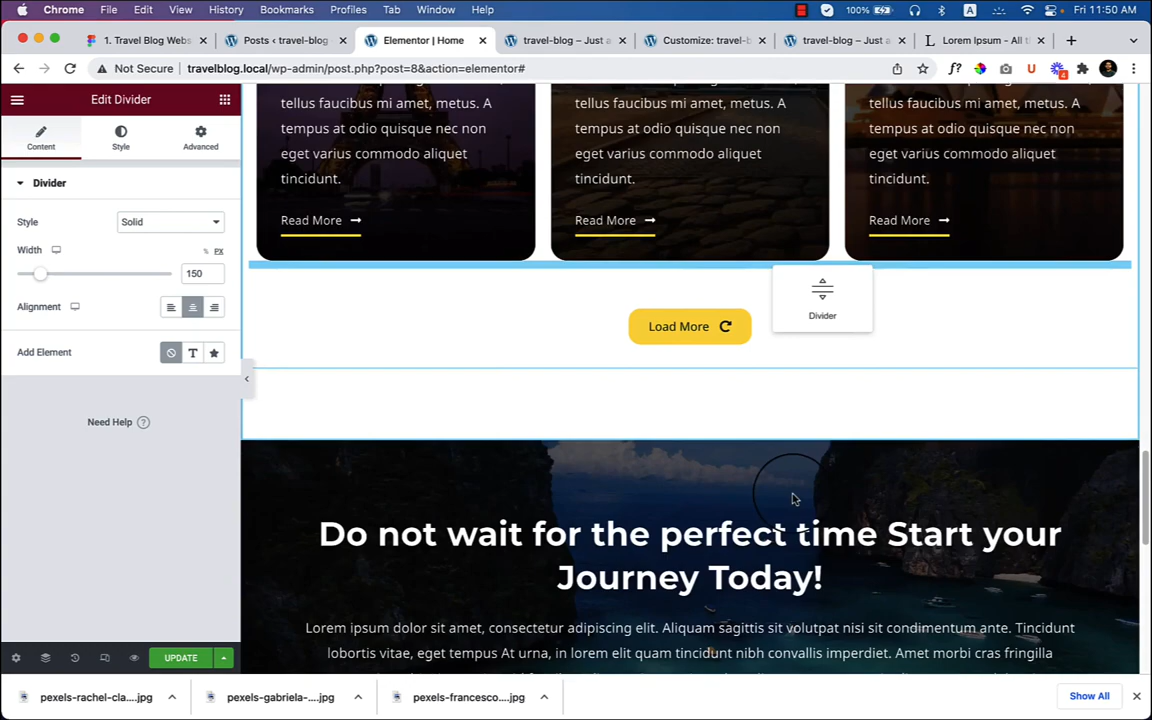 Chrome File Edit View History Bookmarks Profiles Tab Window Help 100% A Fri 11:50 AM
1. Travel Blog Webs Posts ‹ travel-blog Elementor | Home travel-blog – Just a Customize: travel-b travel-blog – Just a Lorem Ipsum - All t
Not Secure travelblog.local/wp-admin/post.php?post=8&action=elementor# f? U 4
Edit Divider
Content Style Advanced
Divider
Style Solid
Width % PX
150
Alignment
Add Element T
Need Help ?
UPDATE
tellus faucibus mi amet, metus. A
tempus at odio quisque nec non
eget varius commodo aliquet
tincidunt.
Read More
tellus faucibus mi amet, metus. A
tempus at odio quisque nec non
eget varius commodo aliquet
tincidunt.
Read More
tellus faucibus mi amet, metus. A
tempus at odio quisque nec non
eget varius commodo aliquet
tincidunt.
Read More
Divider
Load More
Do not wait for the perfect time Start your
Journey Today!
Lorem ipsum dolor sit amet, consectetur adipiscing elit. Aliquam sagittis sit volutpat nisi sit condimentum ante. Tincidunt
lobortis vitae, eget tempus At urna, in lorem elit quam tincidunt nibh convallis imperdiet. Amet morbi cras fringilla
pexels-rachel-cla....jpg pexels-gabriela-....jpg pexels-francesco....jpg Show All